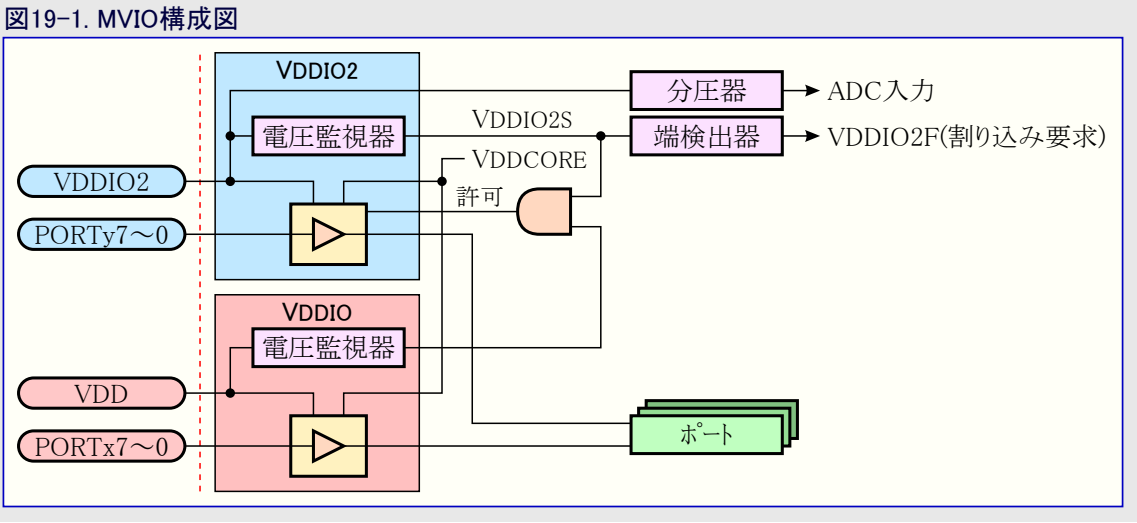 図19-1. MVIO構成図
VDDIO2
分圧器
ADC入力
電圧監視器
VDDIO2S
端検出器
VDDIO2F(割り込み要求)
VDDCORE
VDDIO2
許可
PORTy7～0
VDDIO
電圧監視器
VDD
PORTx7～0
ポート